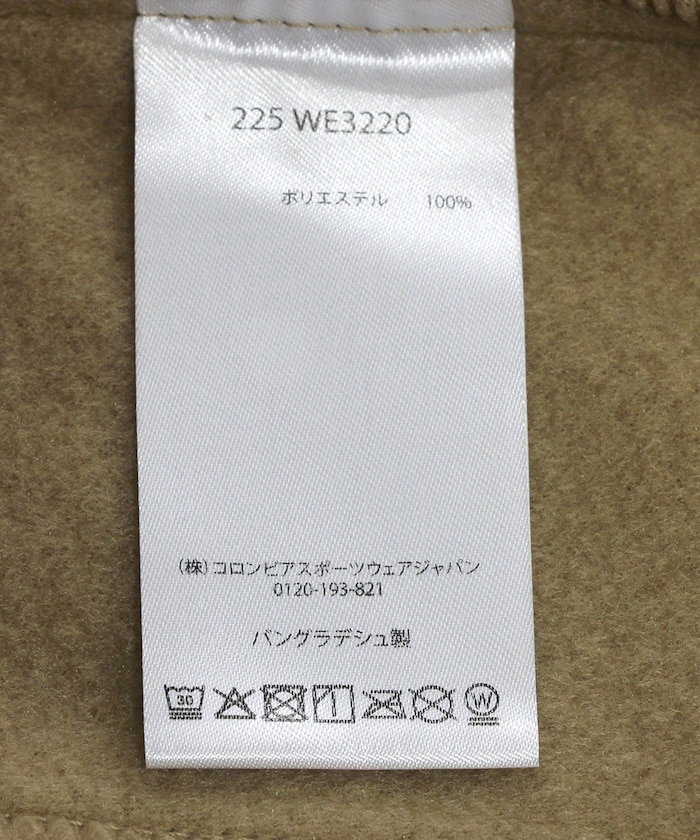 225 WE3220
ポリエステル 100%
(株)コロンビアスポーツウェアジャパン
0120-193-821
バングラデシュ製
30 W